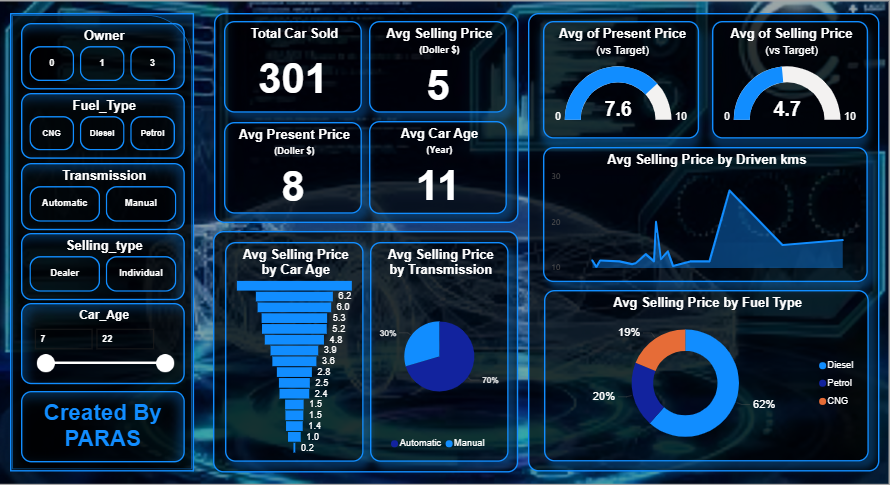 Owner
0 1 3
Fuel_Type
CNG Diesel Petrol
Transmission
Automatic Manual
Selling_type
Dealer Individual
Car_Age
7 22
Created By
PARAS
Total Car Sold
301
Avg Selling Price
(Doller $)
5
Avg Present Price
(Doller $)
8
Avg Car Age
(Year)
11
Avg Selling Price
by Car Age
6.2
6.0
5.3
5.2
4.8
3.9
3.6
2.8
2.5
2.4
1.5
1.5
1.4
1.0
0.2
Avg Selling Price
by Transmission
30%
70%
Automatic Manual
Avg of Present Price
(vs Target)
7.6
0 10
Avg of Selling Price
(vs Target)
4.7
0 10
Avg Selling Price by Driven kms
30
20
10
Avg Selling Price by Fuel Type
19%
20%
62%
Diesel
Petrol
CNG